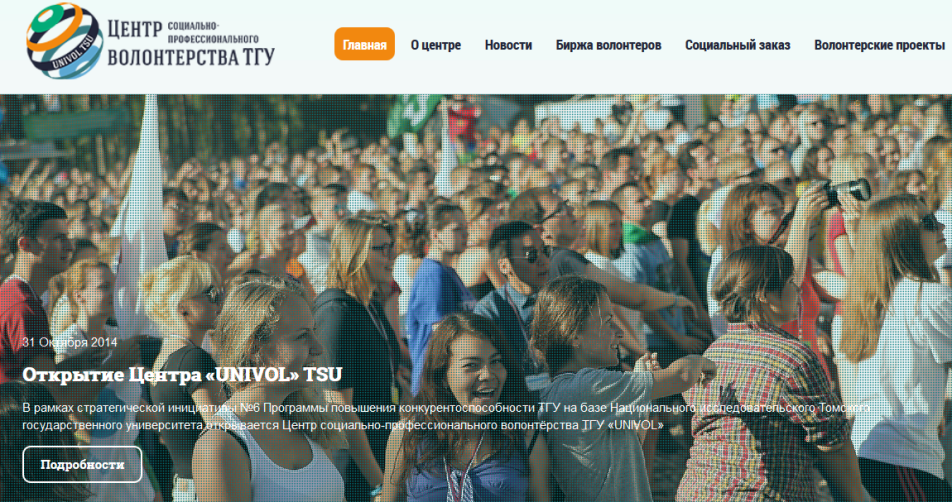 ЦЕНТР СОЦИАЛЬНО-
ПРОФЕССИОНАЛЬНОГО
ВОЛОНТЕРСТВА ТГУ
UNIVOL TSU
Главная О центре Новости Биржа волонтеров Социальный заказ Волонтерские проекты
31 Октября 2014
Открытие Центра «UNIVOL» TSU
В рамках стратегической инициативы №6 Программы повышения конкурентоспособности ТГУ на базе Национального исследовательского Томского
государственного университета открывается Центр социально-профессионального волонтёрства ТГУ «UNIVOL»
Подробности